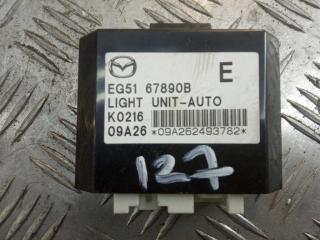 E
EG51 67890B
LIGHT UNIT-AUTO
K0216
09A26 *09A262493782*
127